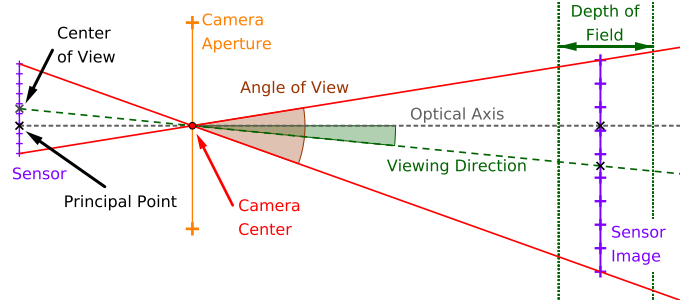 Center
of View
Camera
Aperture
Depth of
Field
Angle of View
Optical Axis
Viewing Direction
Sensor
Principal Point
Camera
Center
Sensor
Image